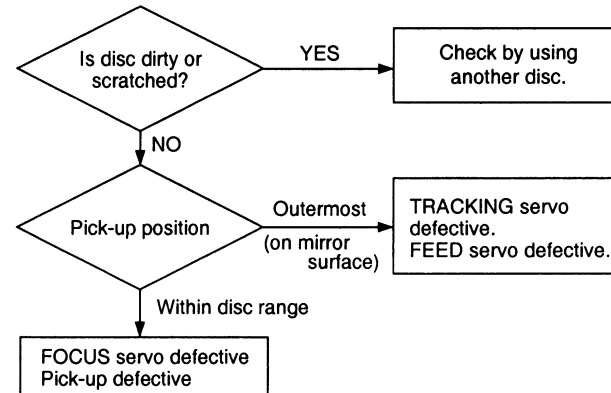 Is disc dirty or
scratched?
YES
Check by using
another disc.
NO
Pick-up position
Outermost
(on mirror
surface)
TRACKING servo
defective.
FEED servo defective.
Within disc range
FOCUS servo defective
Pick-up defective